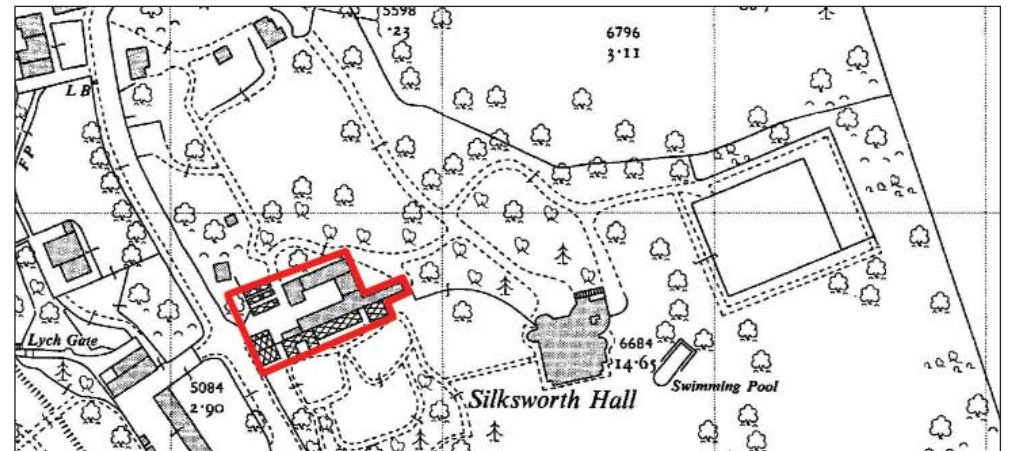 5598
·23
6796
3·11
L B
F P
Lych Gate
5084
2·90
6684
14·65
Swimming Pool
Silksworth Hall